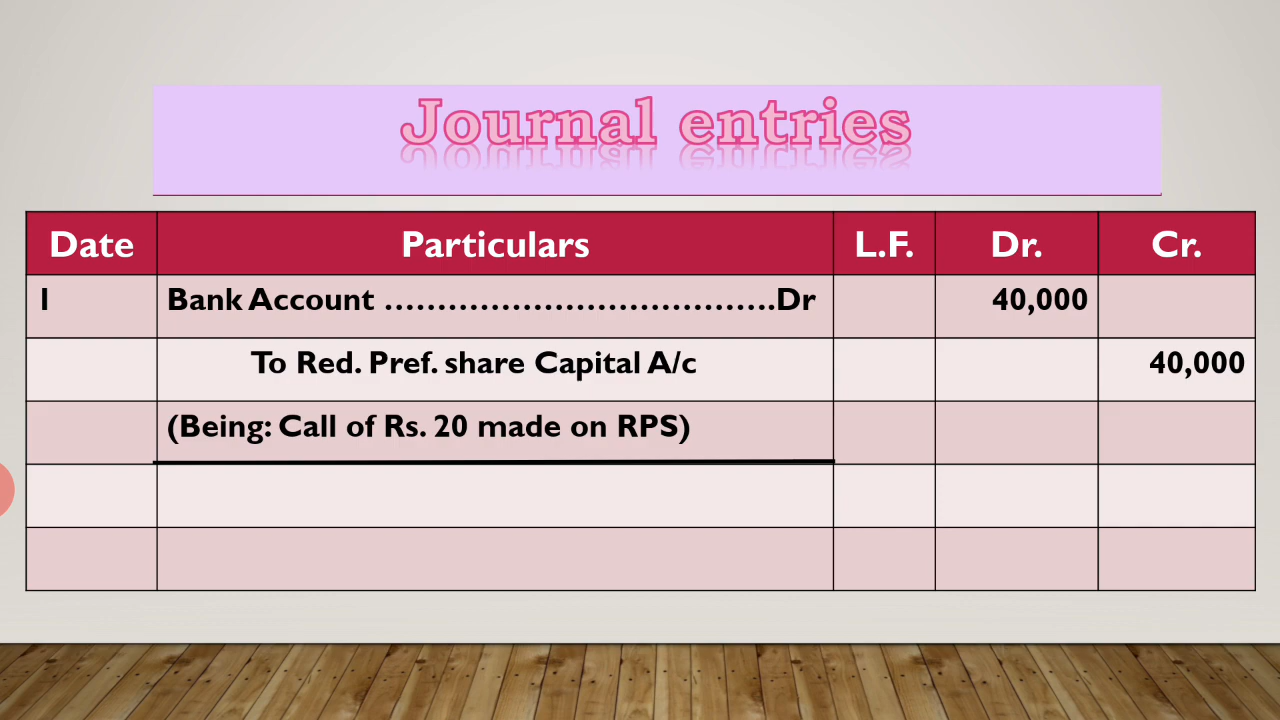 Journal entries
Date Particulars L.F. Dr. Cr.
1 Bank Account ……………………………….Dr 40,000
To Red. Pref. share Capital A/c 40,000
(Being: Call of Rs. 20 made on RPS)